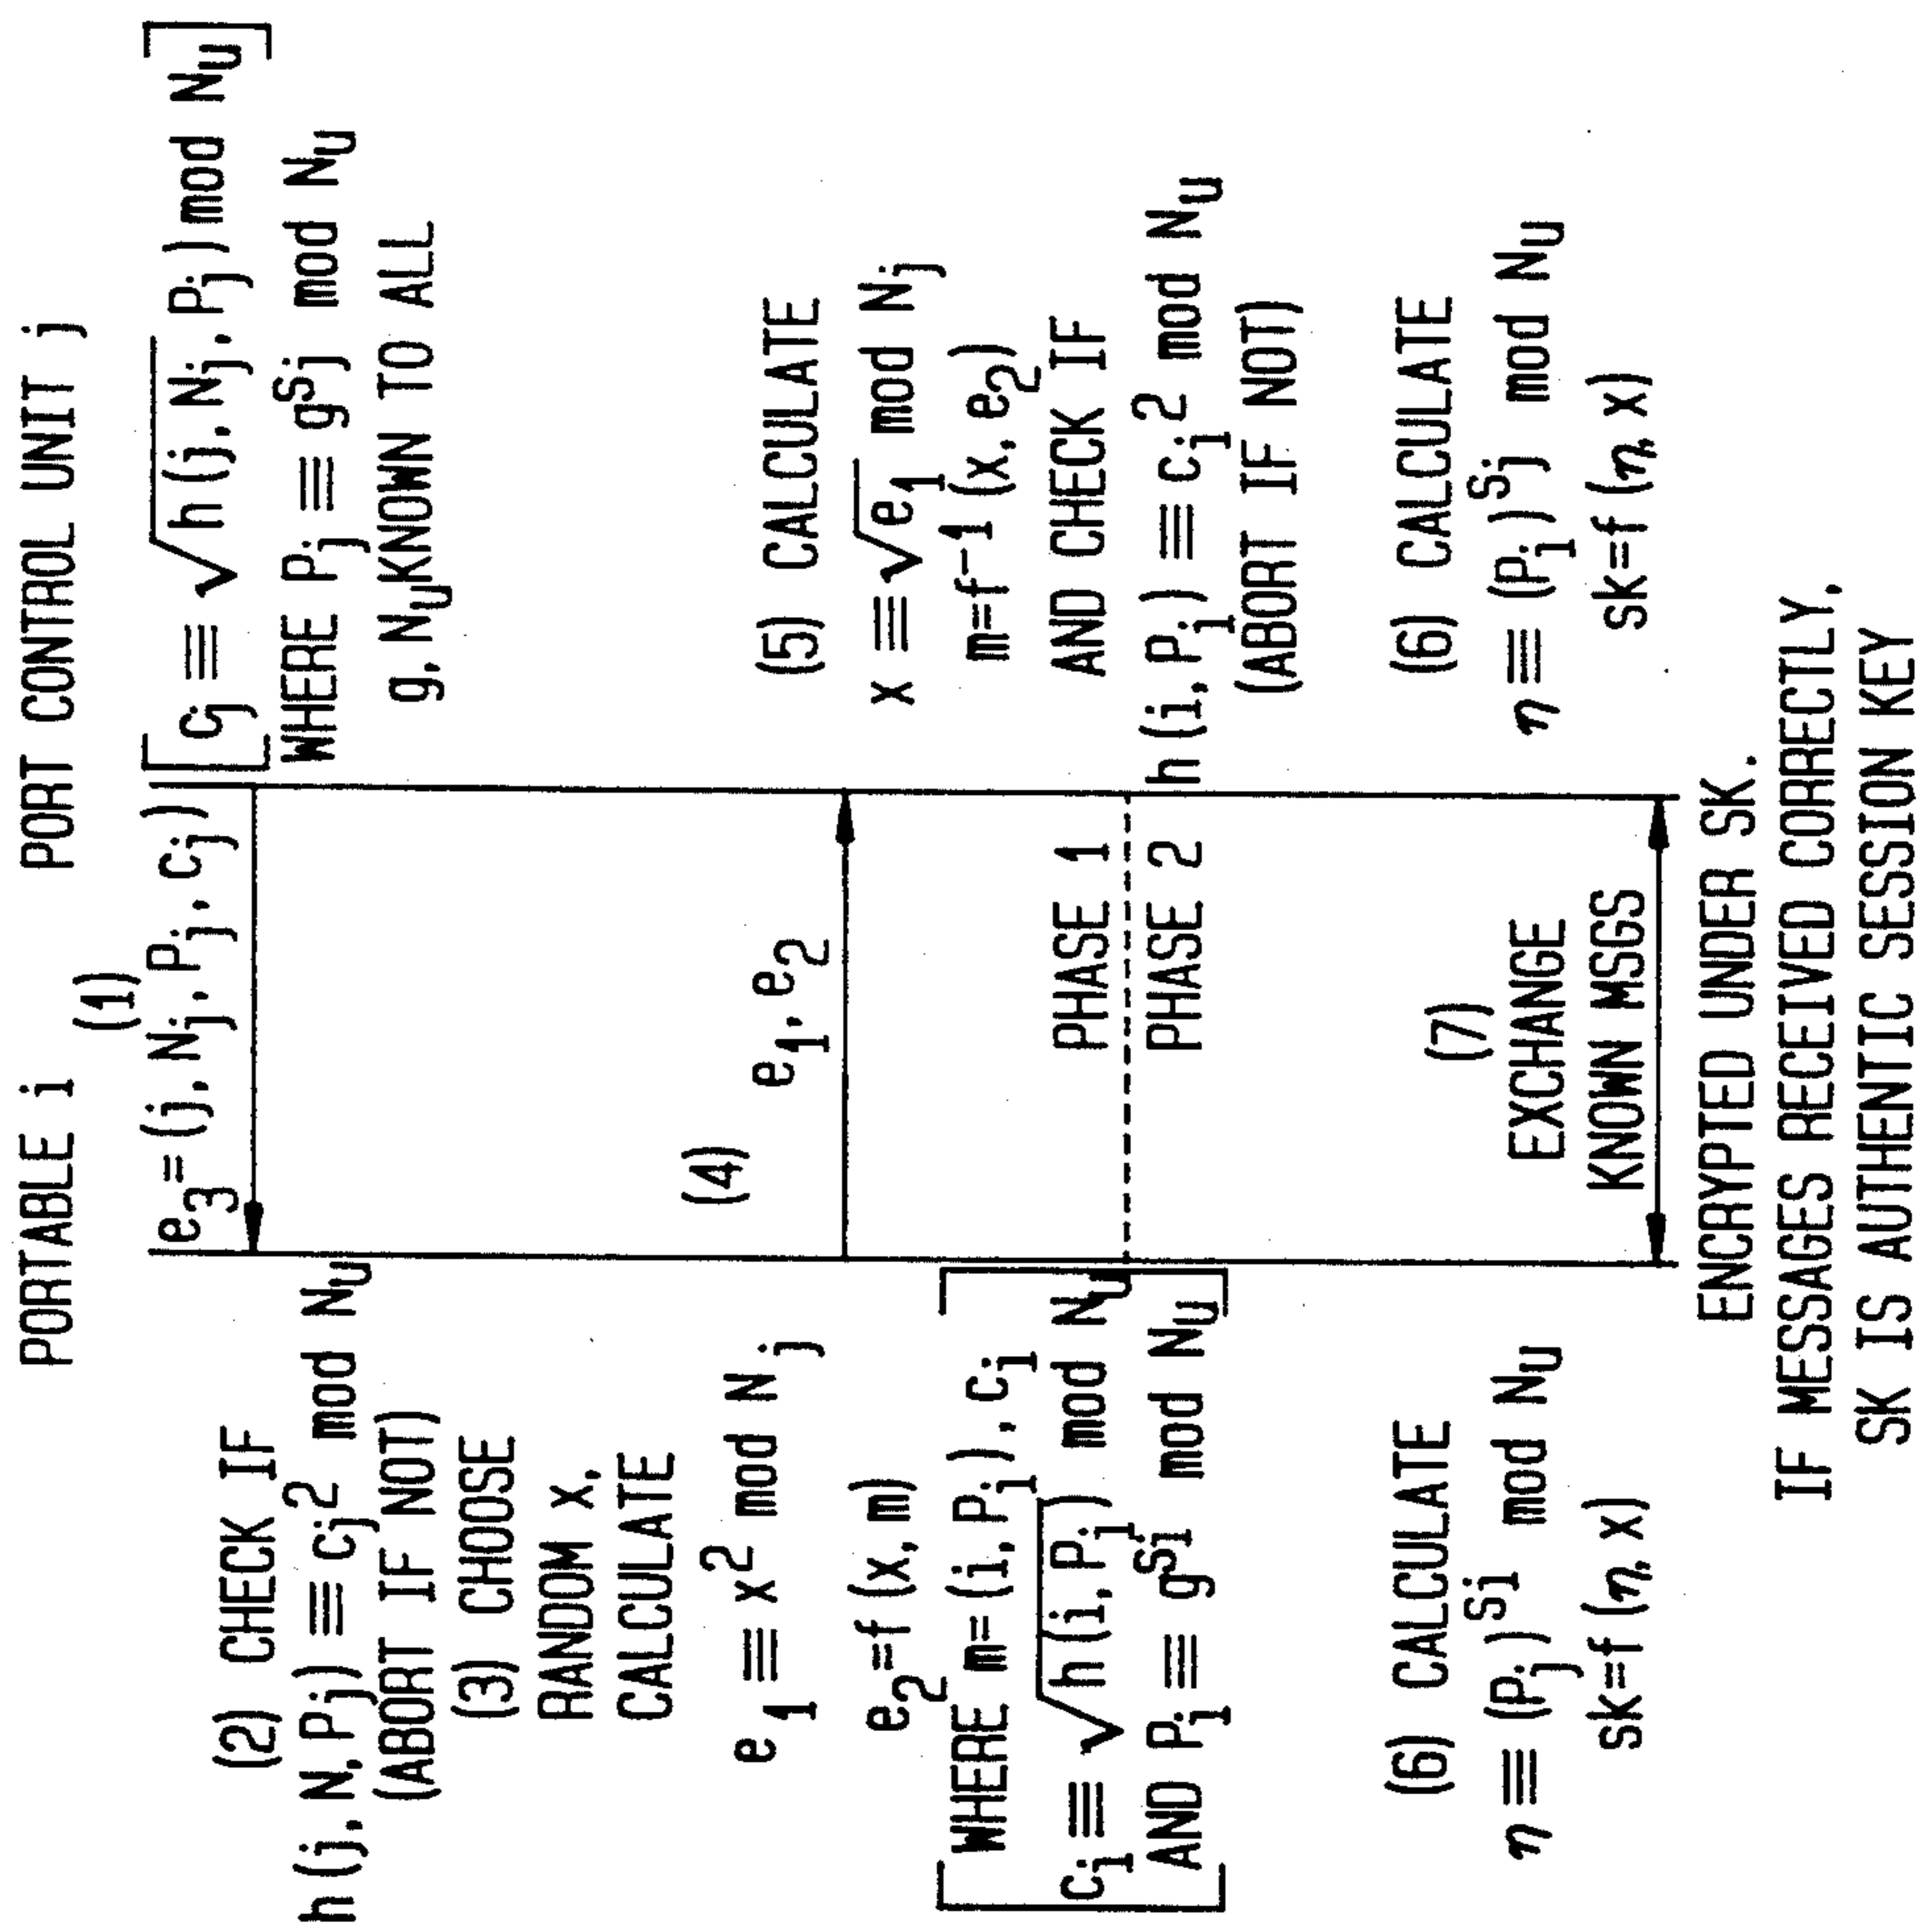 PORTABLE i PORT CONTROL UNIT j
(1)
e₃=(j, Nⱼ, Pⱼ, cⱼ)
[cⱼ ≡ √h(j, Nⱼ, Pⱼ) mod Nᵤ]
WHERE Pⱼ ≡ g^Sⱼ mod Nᵤ
g, Nᵤ KNOWN TO ALL
(2) CHECK IF
h(j, N, Pⱼ) ≡ cⱼ² mod Nᵤ
(ABORT IF NOT)
(3) CHOOSE
RANDOM x,
CALCULATE
e₁ ≡ x² mod Nⱼ
e₂=f(x, m)
[WHERE m=(i, Pᵢ), cᵢ
cᵢ ≡ √h(i, Pᵢ) mod Nᵤ
AND Pᵢ ≡ g^Sᵢ mod Nᵤ]
(4)
e₁, e₂
(5) CALCULATE
x ≡ √e₁ mod Nⱼ
m=f⁻¹(x, e₂)
AND CHECK IF
h(i, Pᵢ) ≡ cᵢ² mod Nᵤ
(ABORT IF NOT)
PHASE 1
PHASE 2
(6) CALCULATE
η ≡ (Pⱼ)^Sᵢ mod Nᵤ
sk=f(η, x)
(6) CALCULATE
η ≡ (Pᵢ)^Sⱼ mod Nᵤ
sk=f(η, x)
(7)
EXCHANGE
KNOWN MSGS
ENCRYPTED UNDER SK.
IF MESSAGES RECEIVED CORRECTLY,
SK IS AUTHENTIC SESSION KEY